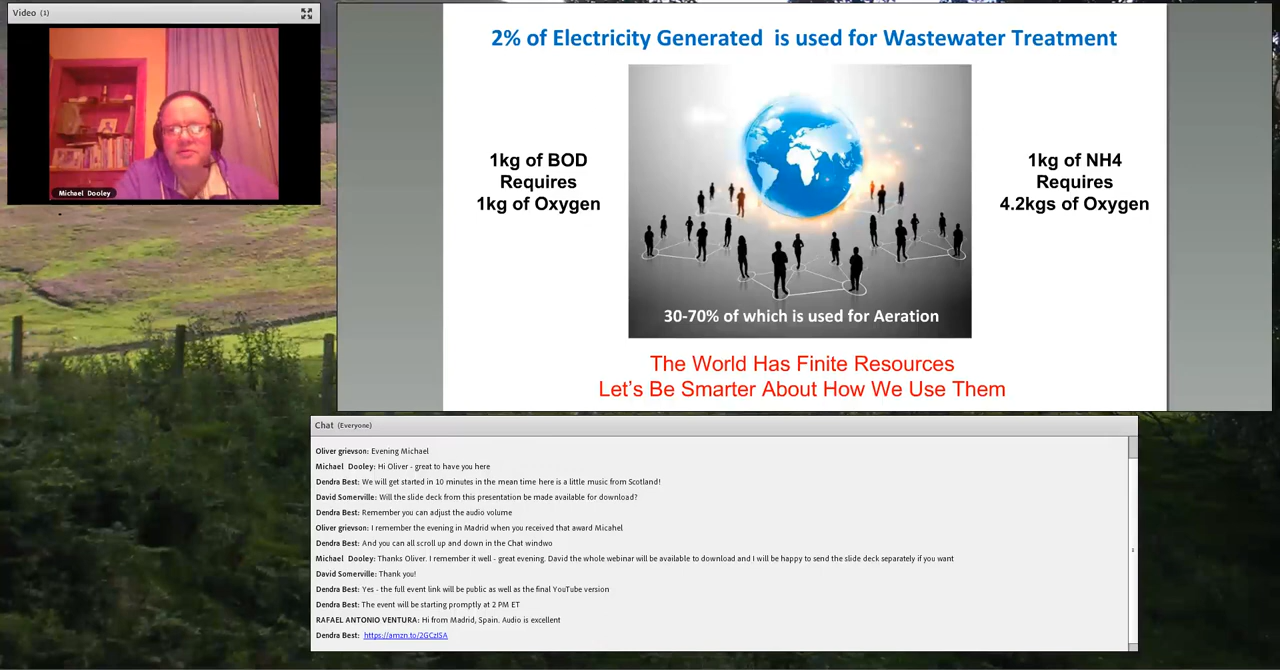 Video (1)
Michael Dooley
2% of Electricity Generated is used for Wastewater Treatment
1kg of BOD
Requires
1kg of Oxygen
1kg of NH4
Requires
4.2kgs of Oxygen
30-70% of which is used for Aeration
The World Has Finite Resources
Let's Be Smarter About How We Use Them
Chat (Everyone)
Oliver grievson: Evening Michael
Michael Dooley: Hi Oliver - great to have you here
Dendra Best: We will get started in 10 minutes in the mean time here is a little music from Scotland!
David Somerville: Will the slide deck from this presentation be made available for download?
Dendra Best: Remember you can adjust the audio volume
Oliver grievson: I remember the evening in Madrid when you received that award Micahel
Dendra Best: And you can all scroll up and down in the Chat windwo
Michael Dooley: Thanks Oliver. I remember it well - great evening. David the whole webinar will be available to download and I will be happy to send the slide deck separately if you want
David Somerville: Thank you!
Dendra Best: Yes - the full event link will be public as well as the final YouTube version
Dendra Best: The event will be starting promptly at 2 PM ET
RAFAEL ANTONIO VENTURA: Hi from Madrid, Spain. Audio is excellent
Dendra Best: https://amzn.to/2GCzISA